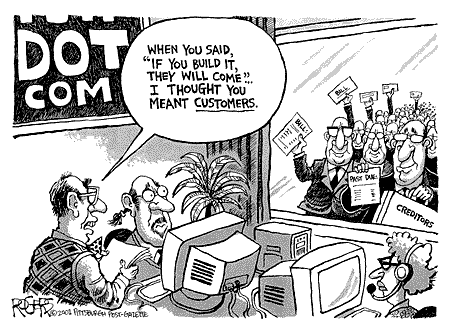 DOT
COM
WHEN YOU SAID,
"IF YOU BUILD IT,
THEY WILL COME"...
I THOUGHT YOU
MEANT CUSTOMERS.
BILL
BILL!
PAST DUE
CREDITORS
ROGERS
©2002 PITTSBURGH POST-GAZETTE